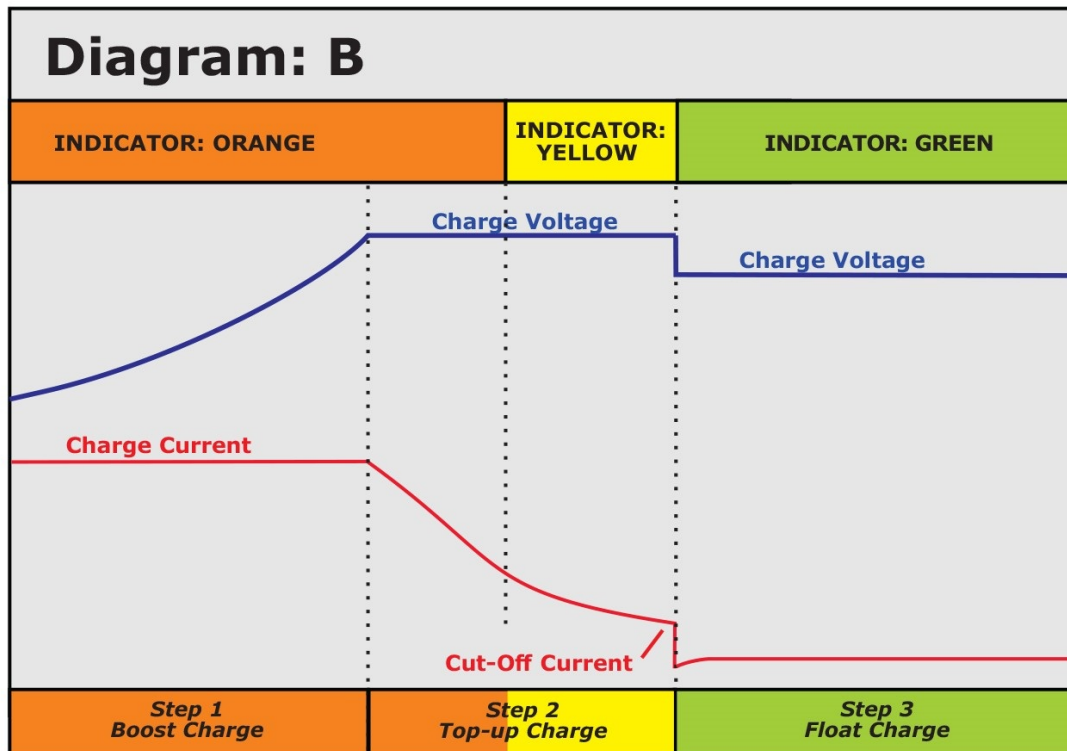 Diagram: B
INDICATOR: ORANGE
INDICATOR:
YELLOW
INDICATOR: GREEN
Charge Voltage
Charge Voltage
Charge Current
Cut-Off Current
Step 1
Boost Charge
Step 2
Top-up Charge
Step 3
Float Charge